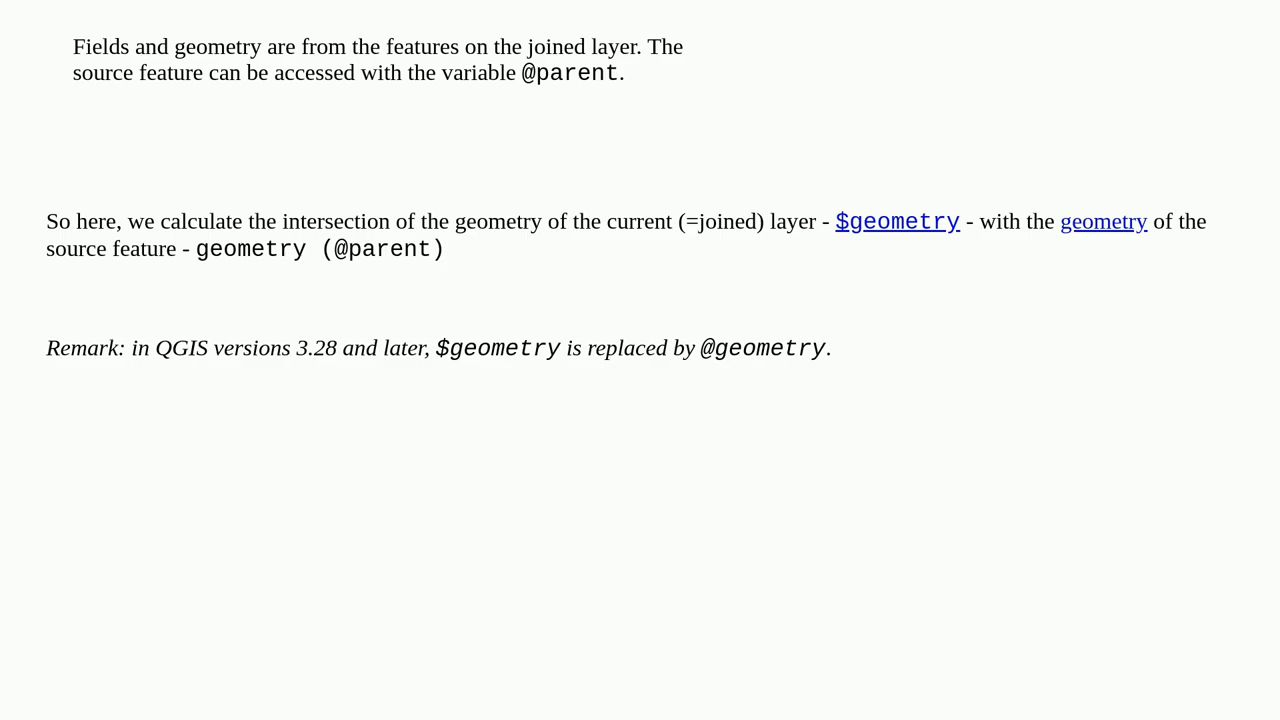 Fields and geometry are from the features on the joined layer. The
source feature can be accessed with the variable @parent.
So here, we calculate the intersection of the geometry of the current (=joined) layer - $geometry - with the geometry of the
source feature - geometry (@parent)
Remark: in QGIS versions 3.28 and later, $geometry is replaced by @geometry.